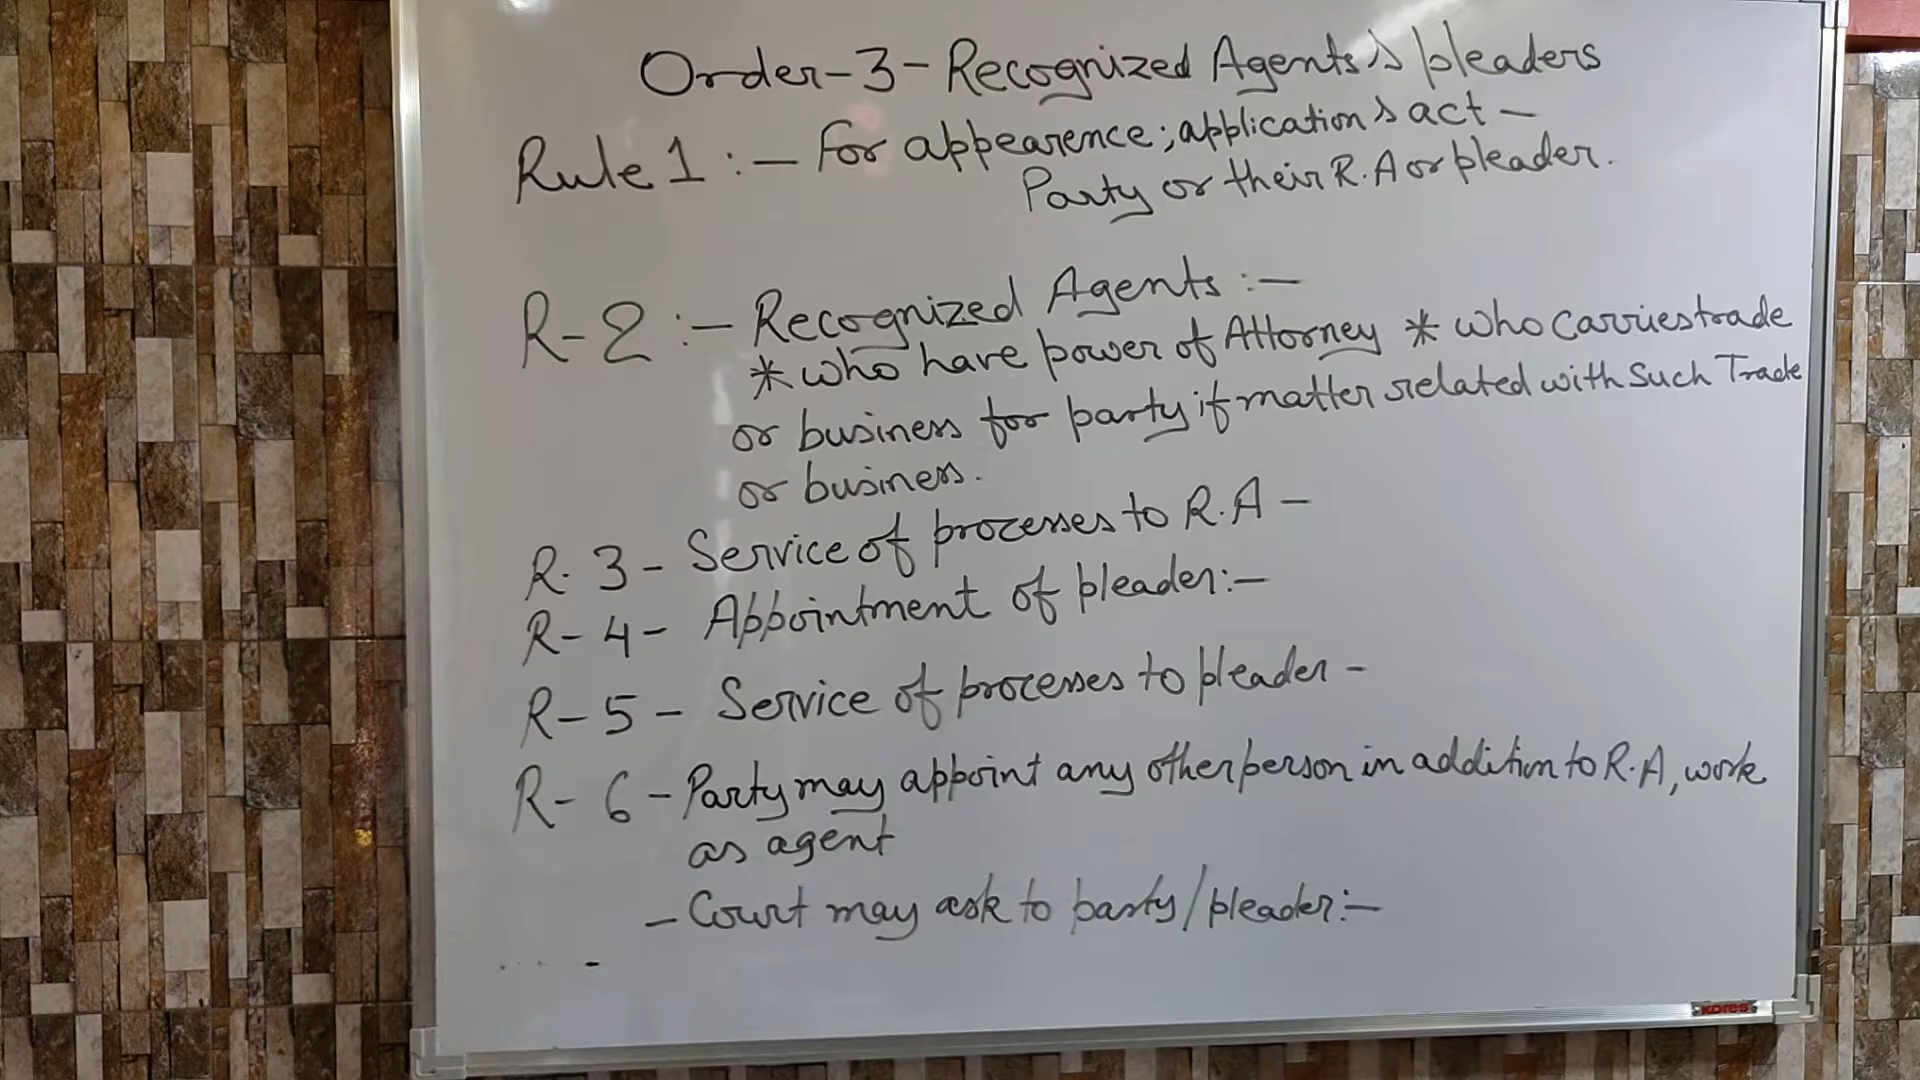 Order-3-Recognized Agents & pleaders
Rule 1 :- For appearence; application & act -
Party or their R.A or pleader.
R-2 :- Recognized Agents :-
* who have power of Attorney * who carries trade
or business for party if matter related with such Trade
or business.
R. 3 - Service of processes to R.A -
R- 4 - Appointment of pleader:-
R- 5 - Service of processes to pleader -
R- 6 - Party may appoint any other person in addition to R.A, work
as agent
- Court may ask to party/pleader:-
KORES